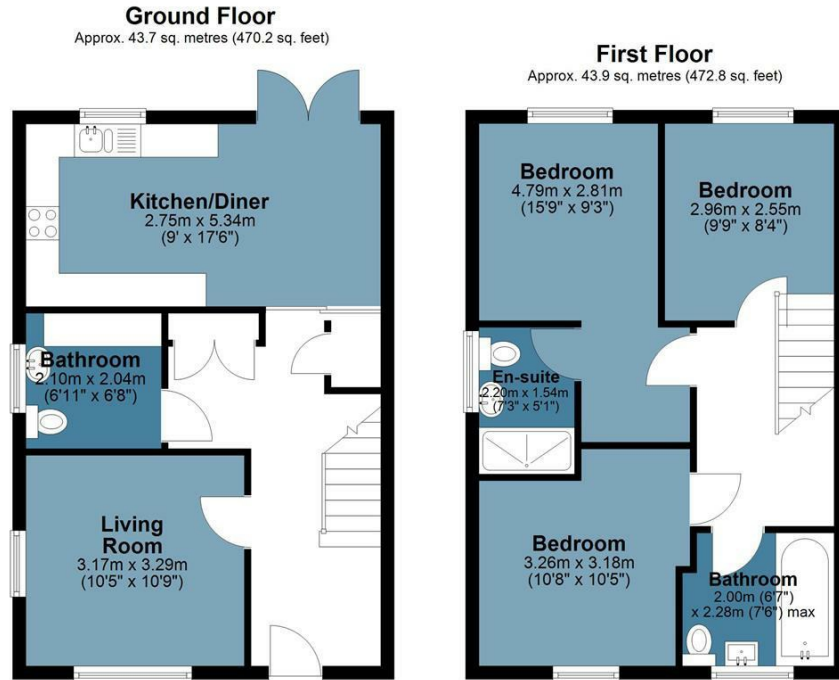 Ground Floor
Approx. 43.7 sq. metres (470.2 sq. feet)
Kitchen/Diner
2.75m x 5.34m
(9' x 17'6")
Bathroom
2.10m x 2.04m
(6'11" x 6'8")
Living
Room
3.17m x 3.29m
(10'5" x 10'9")
First Floor
Approx. 43.9 sq. metres (472.8 sq. feet)
Bedroom
4.79m x 2.81m
(15'9" x 9'3")
Bedroom
2.96m x 2.55m
(9'9" x 8'4")
En-suite
2.20m x 1.54m
(7'3" x 5'1")
Bedroom
3.26m x 3.18m
(10'8" x 10'5")
Bathroom
2.00m (6'7")
x 2.28m (7'6") max